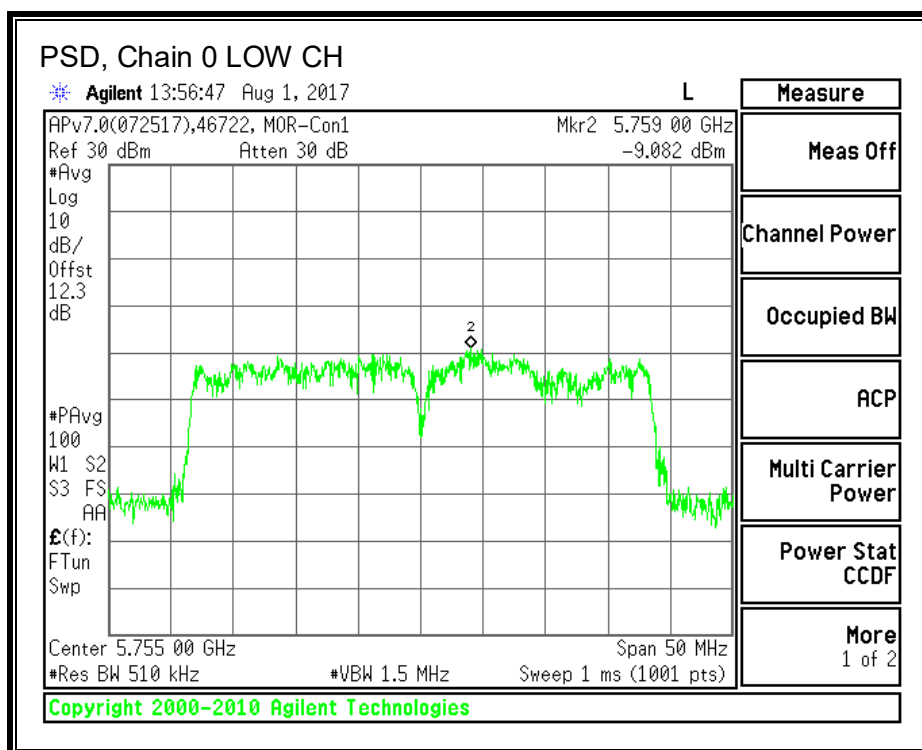 PSD, Chain 0 LOW CH
Agilent 13:56:47 Aug 1, 2017 L
APv7.0(072517),46722, MOR-Con1 Mkr2 5.759 00 GHz
Ref 30 dBm Atten 30 dB -9.082 dBm
#Avg
Log
10
dB/
Offst
12.3
dB
2
#PAvg
100
W1 S2
S3 FS
AA
£(f):
FTun
Swp
Center 5.755 00 GHz Span 50 MHz
#Res BW 510 kHz #VBW 1.5 MHz Sweep 1 ms (1001 pts)
Copyright 2000-2010 Agilent Technologies
Measure
Meas Off
Channel Power
Occupied BW
ACP
Multi Carrier
Power
Power Stat
CCDF
More
1 of 2